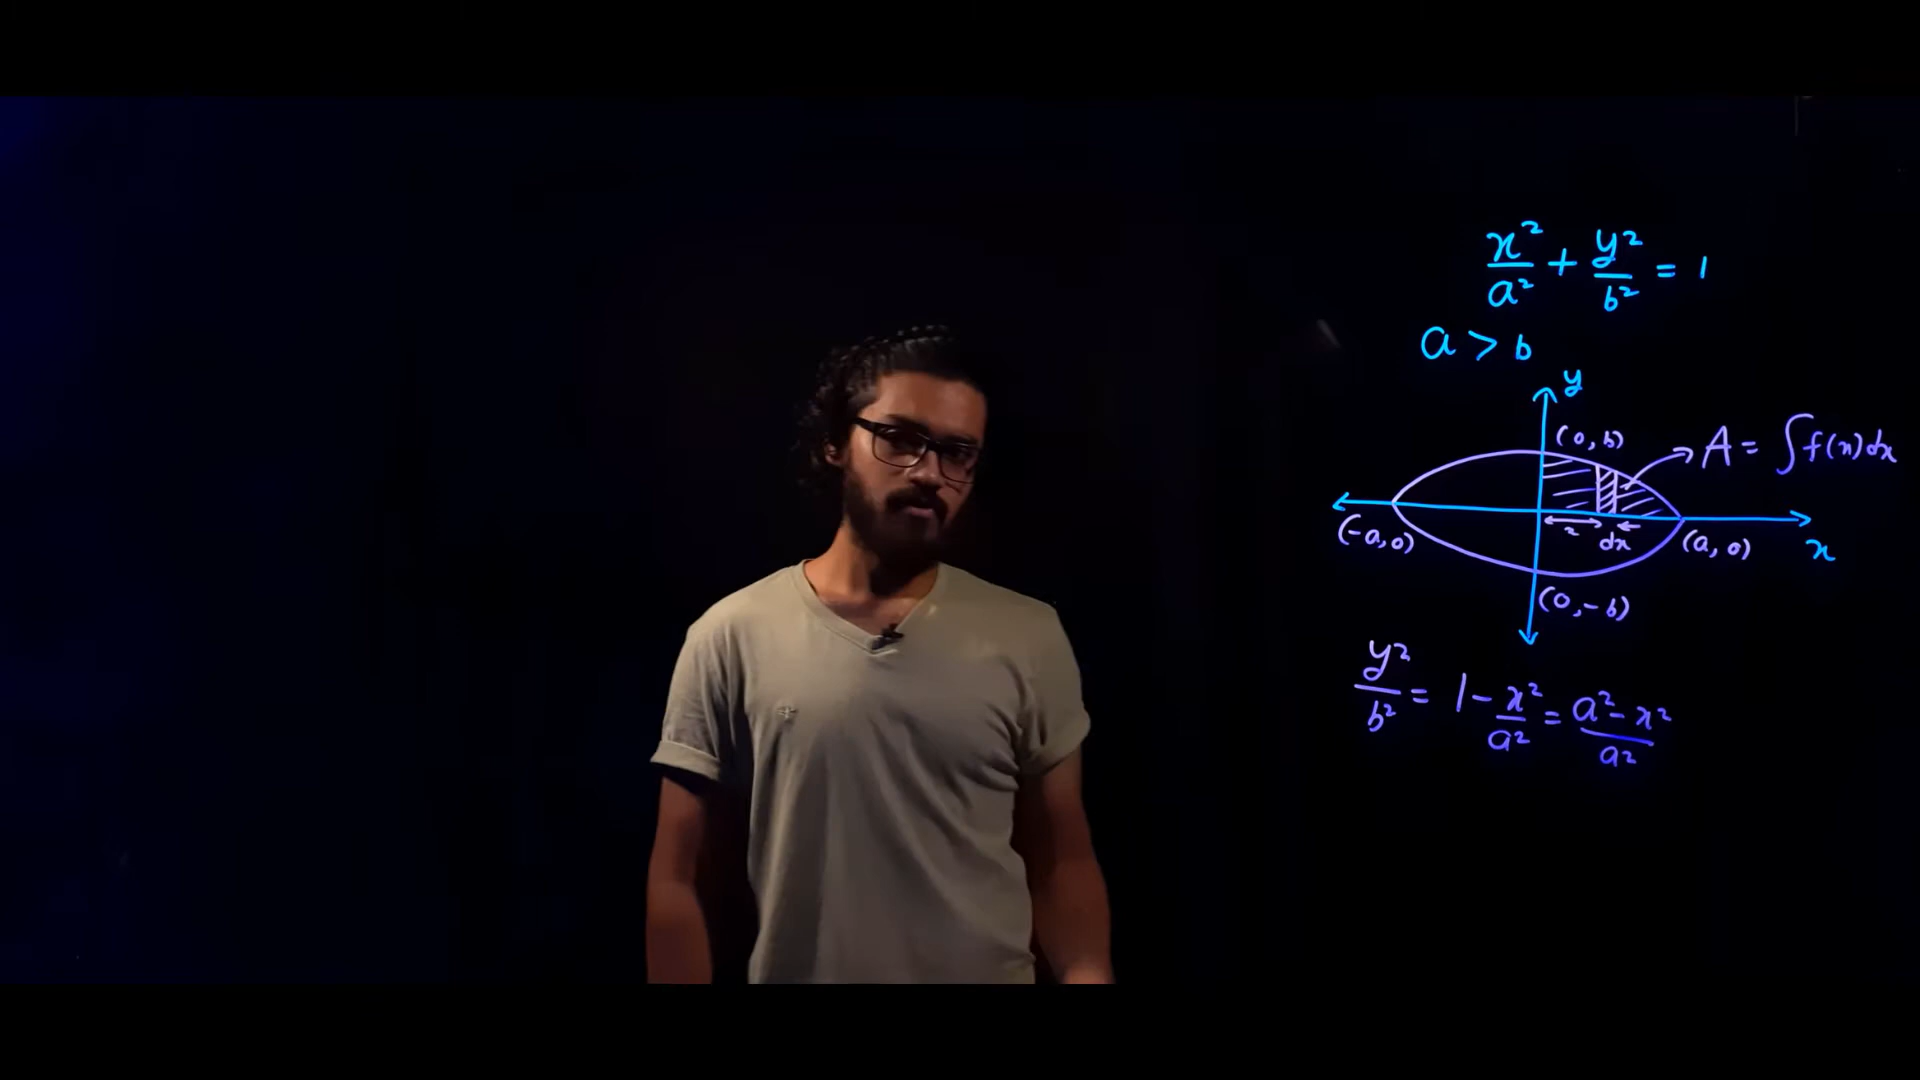 x²/a² + y²/b² = 1
a > b
y
(0, b)
A = ∫f(x)dx
(-a, 0)
x
dx
(a, 0)
x
(0, -b)
y²/b² = 1 - x²/a² = a² - x²/a²